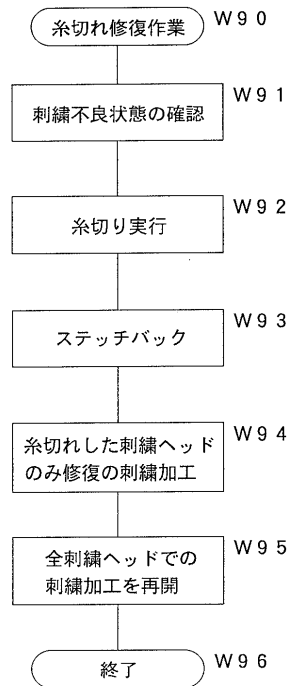 糸切れ修復作業 W90
刺繍不良状態の確認 W91
糸切り実行 W92
ステッチバック W93
糸切れした刺繍ヘッド W94
のみ修復の刺繍加工
全刺繍ヘッドでの W95
刺繍加工を再開
終了 W96